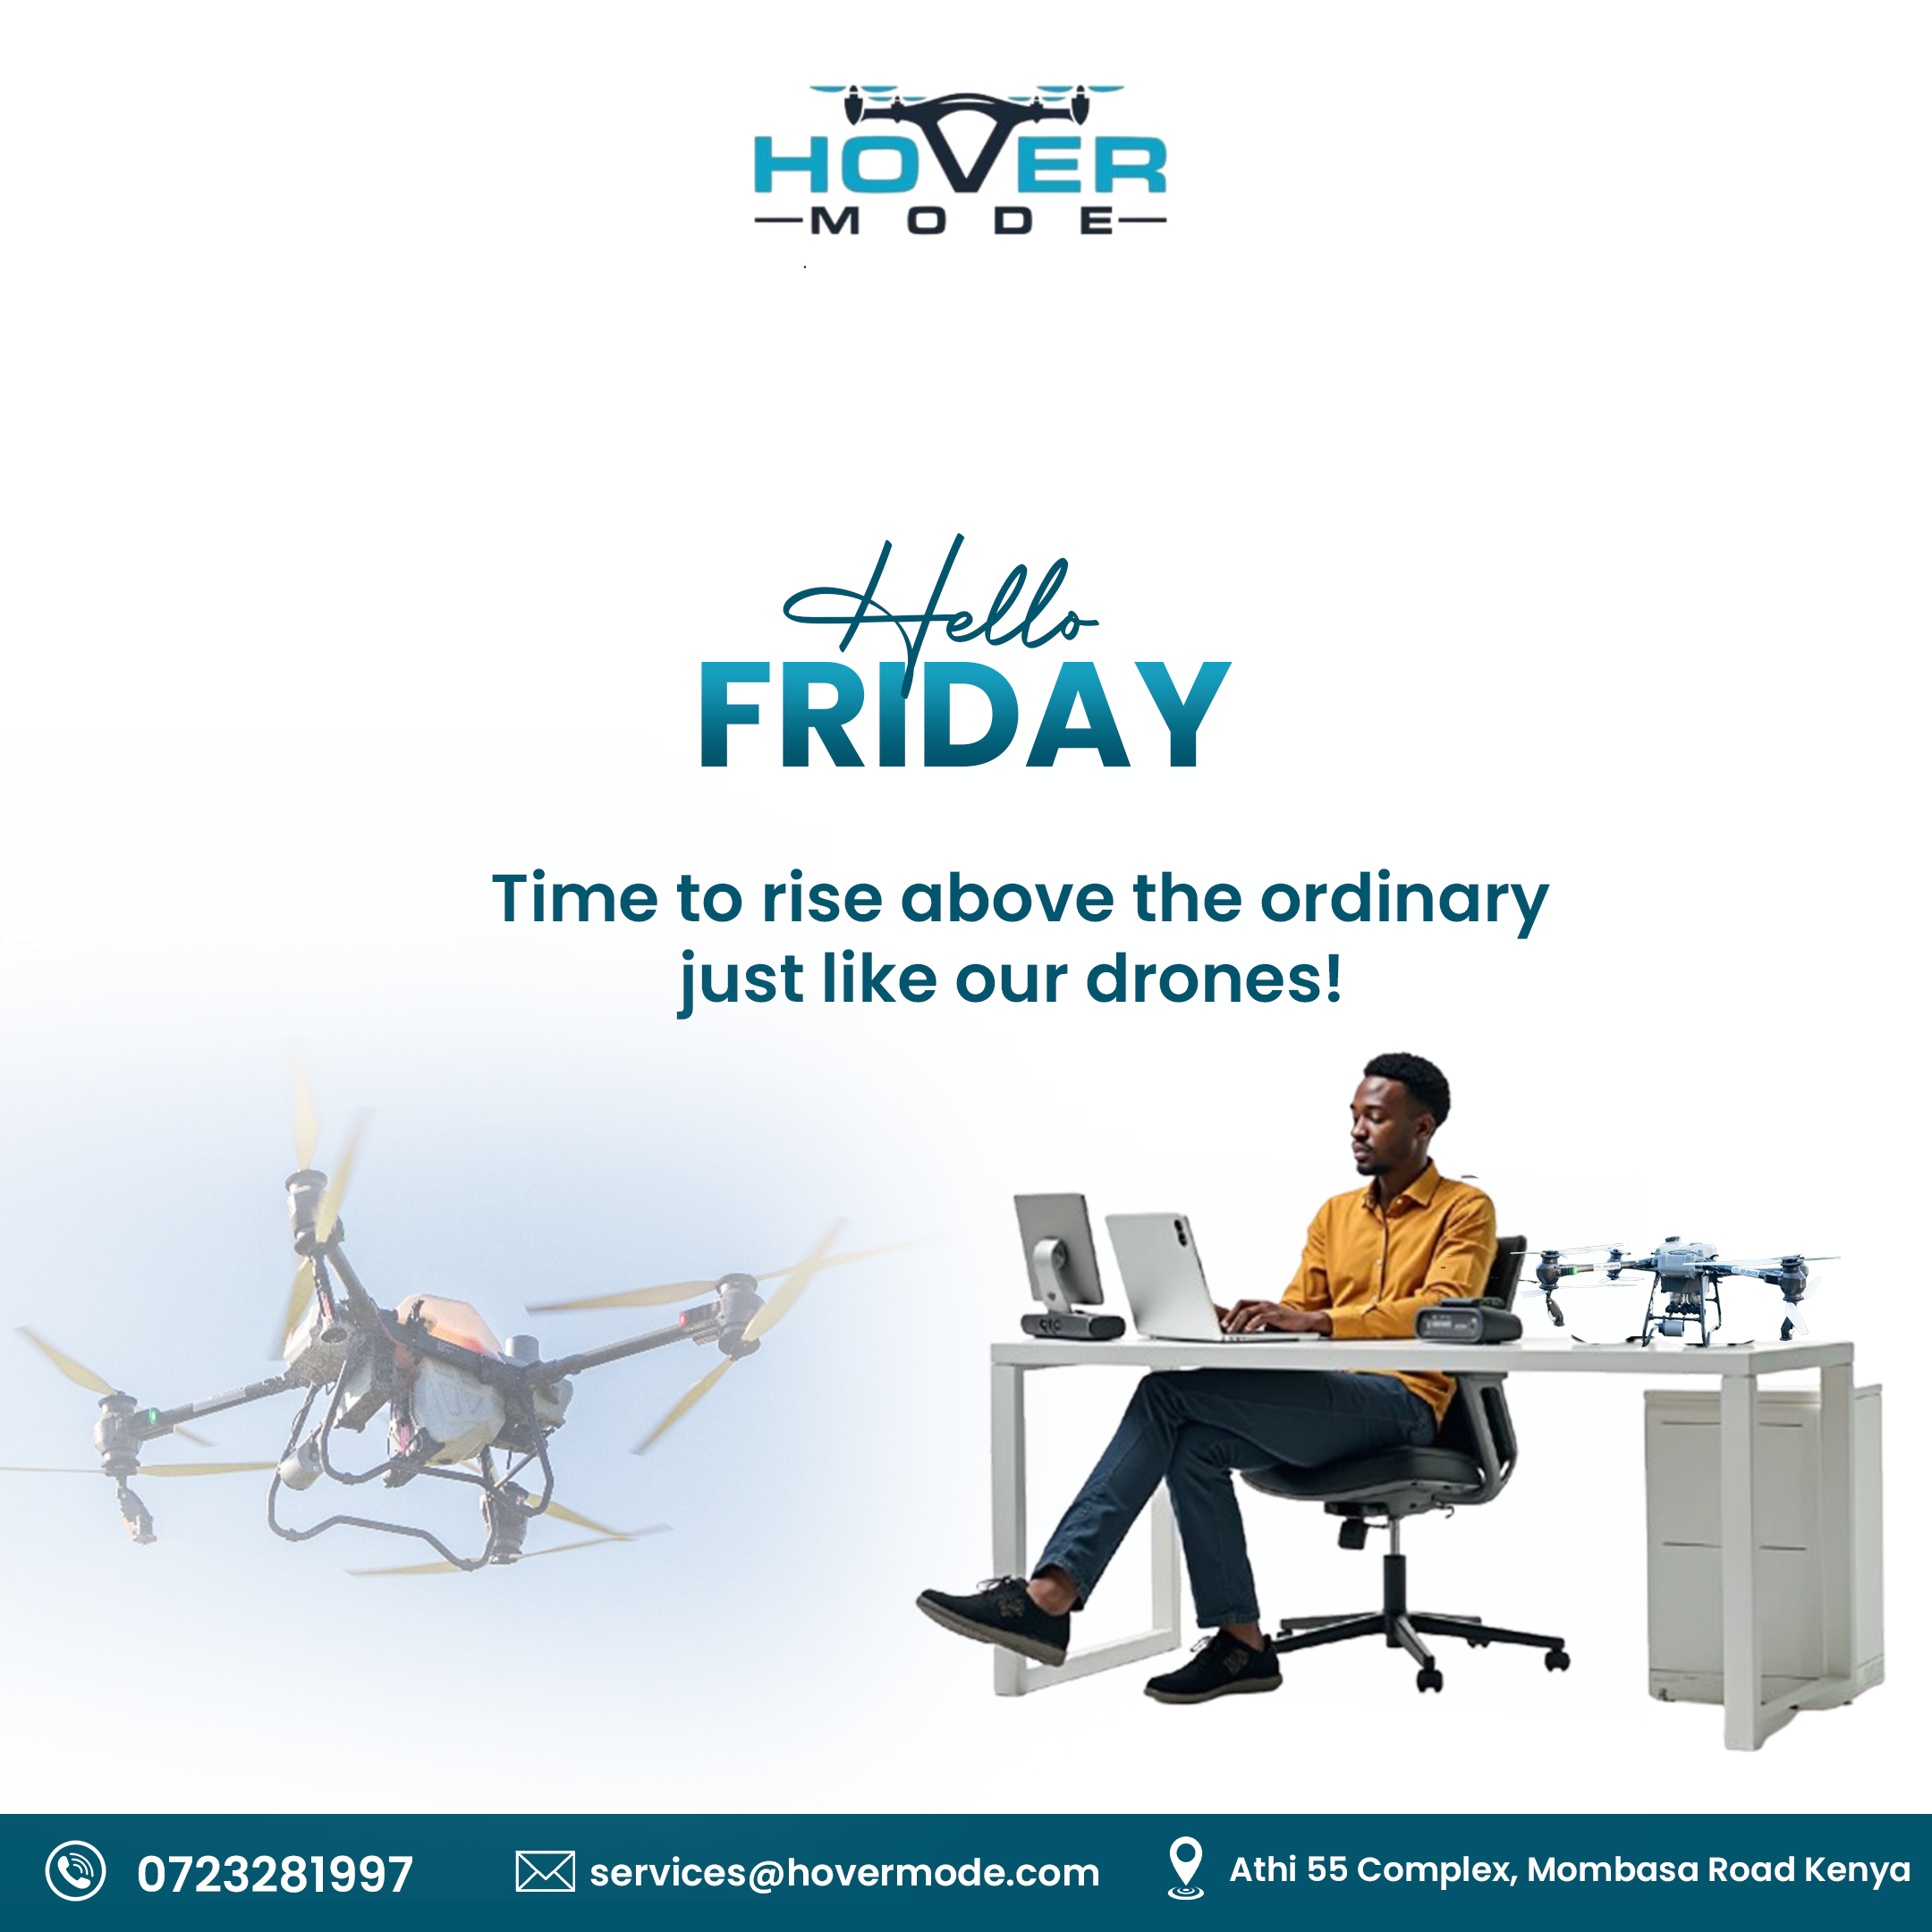 HOVER
MODE
Hello
FRIDAY
Time to rise above the ordinary
just like our drones!
0723281997
services@hovermode.com
Athi 55 Complex, Mombasa Road Kenya